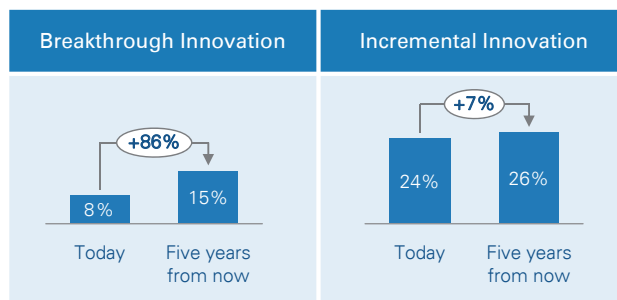 Breakthrough Innovation
+86%
8%
15%
Today
Five years
from now
Incremental Innovation
+7%
24%
26%
Today
Five years
from now